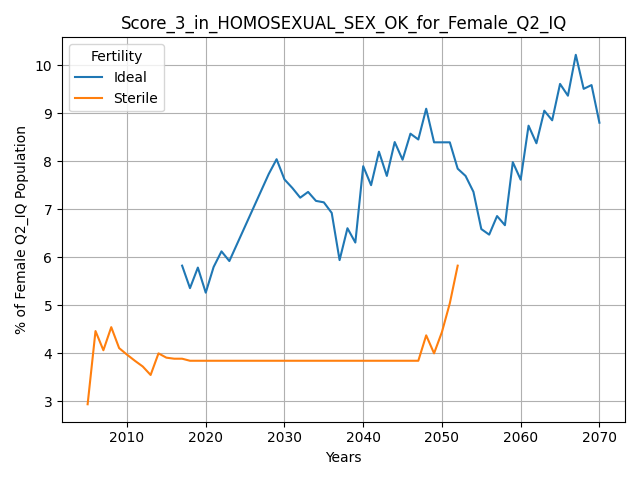 Score_3_in_HOMOSEXUAL_SEX_OK_for_Female_Q2_IQ
Fertility
Ideal
Sterile
% of Female Q2_IQ Population
10
9
8
7
6
5
4
3
2010 2020 2030 2040 2050 2060 2070
Years